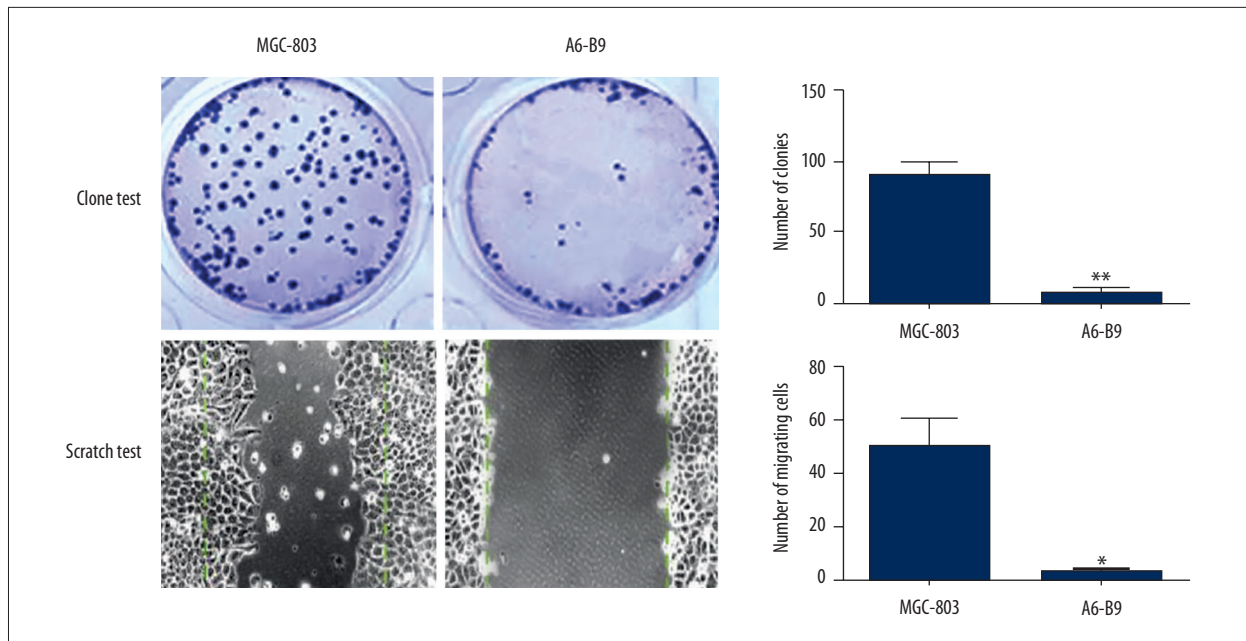 MGC-803 A6-B9
Clone test
Scratch test
150
100
50
0
Number of clonies
**
MGC-803 A6-B9
80
60
40
20
0
Number of migrating cells
*
MGC-803 A6-B9